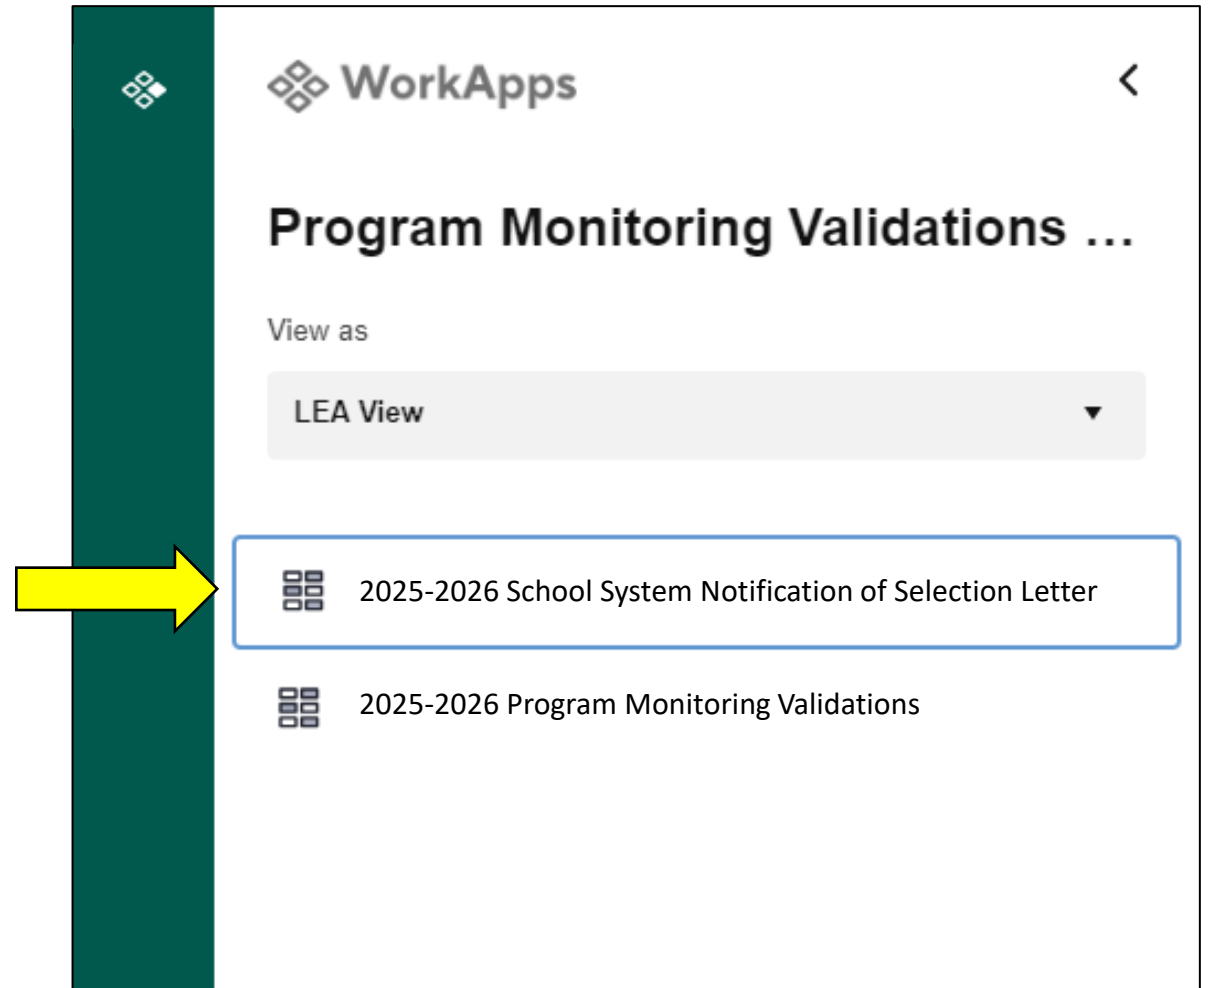 WorkApps
Program Monitoring Validations ...
View as
LEA View
2025-2026 School System Notification of Selection Letter
2025-2026 Program Monitoring Validations